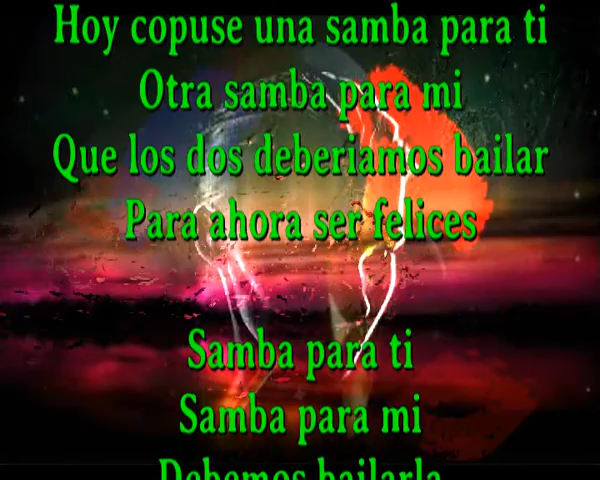 Hoy copuse una samba para ti
Otra samba para mi
Que los dos deberiamos bailar
Para ahora ser felices
Samba para ti
Samba para mi
Debemos bailarla